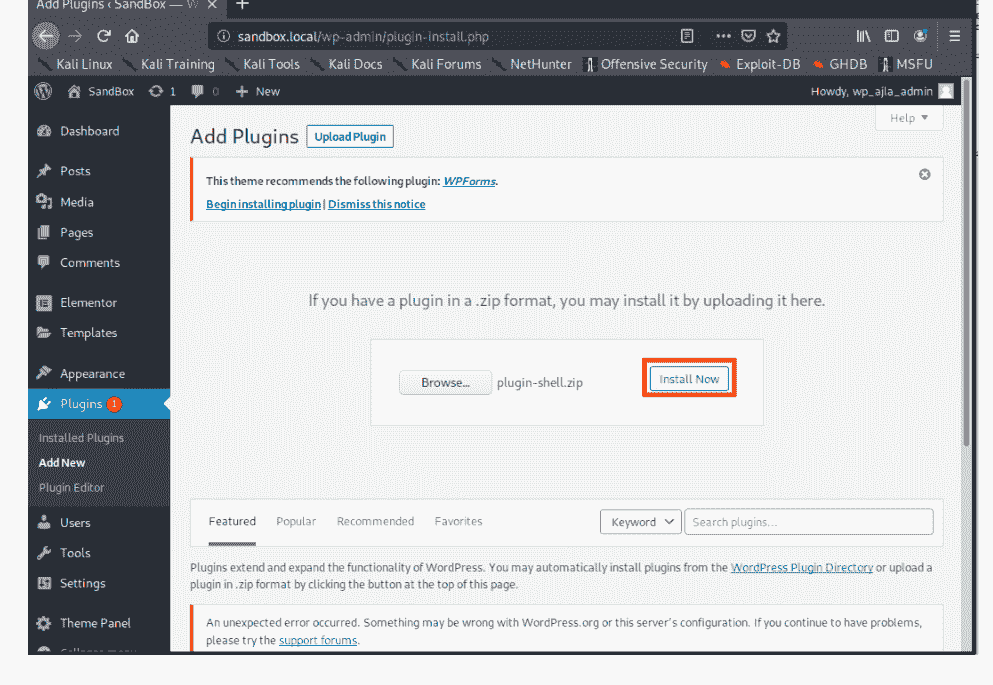 Add Plugins ‹ SandBox — W
sandbox.local/wp-admin/plugin-install.php
Kali Linux Kali Training Kali Tools Kali Docs Kali Forums NetHunter Offensive Security Exploit-DB GHDB MSFU
SandBox 1 0 + New Howdy, wp_ajla_admin
Help
Dashboard
Posts
Media
Pages
Comments
Elementor
Templates
Appearance
Plugins 1
Installed Plugins
Add New
Plugin Editor
Users
Tools
Settings
Theme Panel
Collapse menu
Add Plugins Upload Plugin
This theme recommends the following plugin: WPForms.
Begin installing plugin | Dismiss this notice
If you have a plugin in a .zip format, you may install it by uploading it here.
Browse... plugin-shell.zip Install Now
Featured Popular Recommended Favorites Keyword Search plugins...
Plugins extend and expand the functionality of WordPress. You may automatically install plugins from the WordPress Plugin Directory or upload a
plugin in .zip format by clicking the button at the top of this page.
An unexpected error occurred. Something may be wrong with WordPress.org or this server's configuration. If you continue to have problems,
please try the support forums.